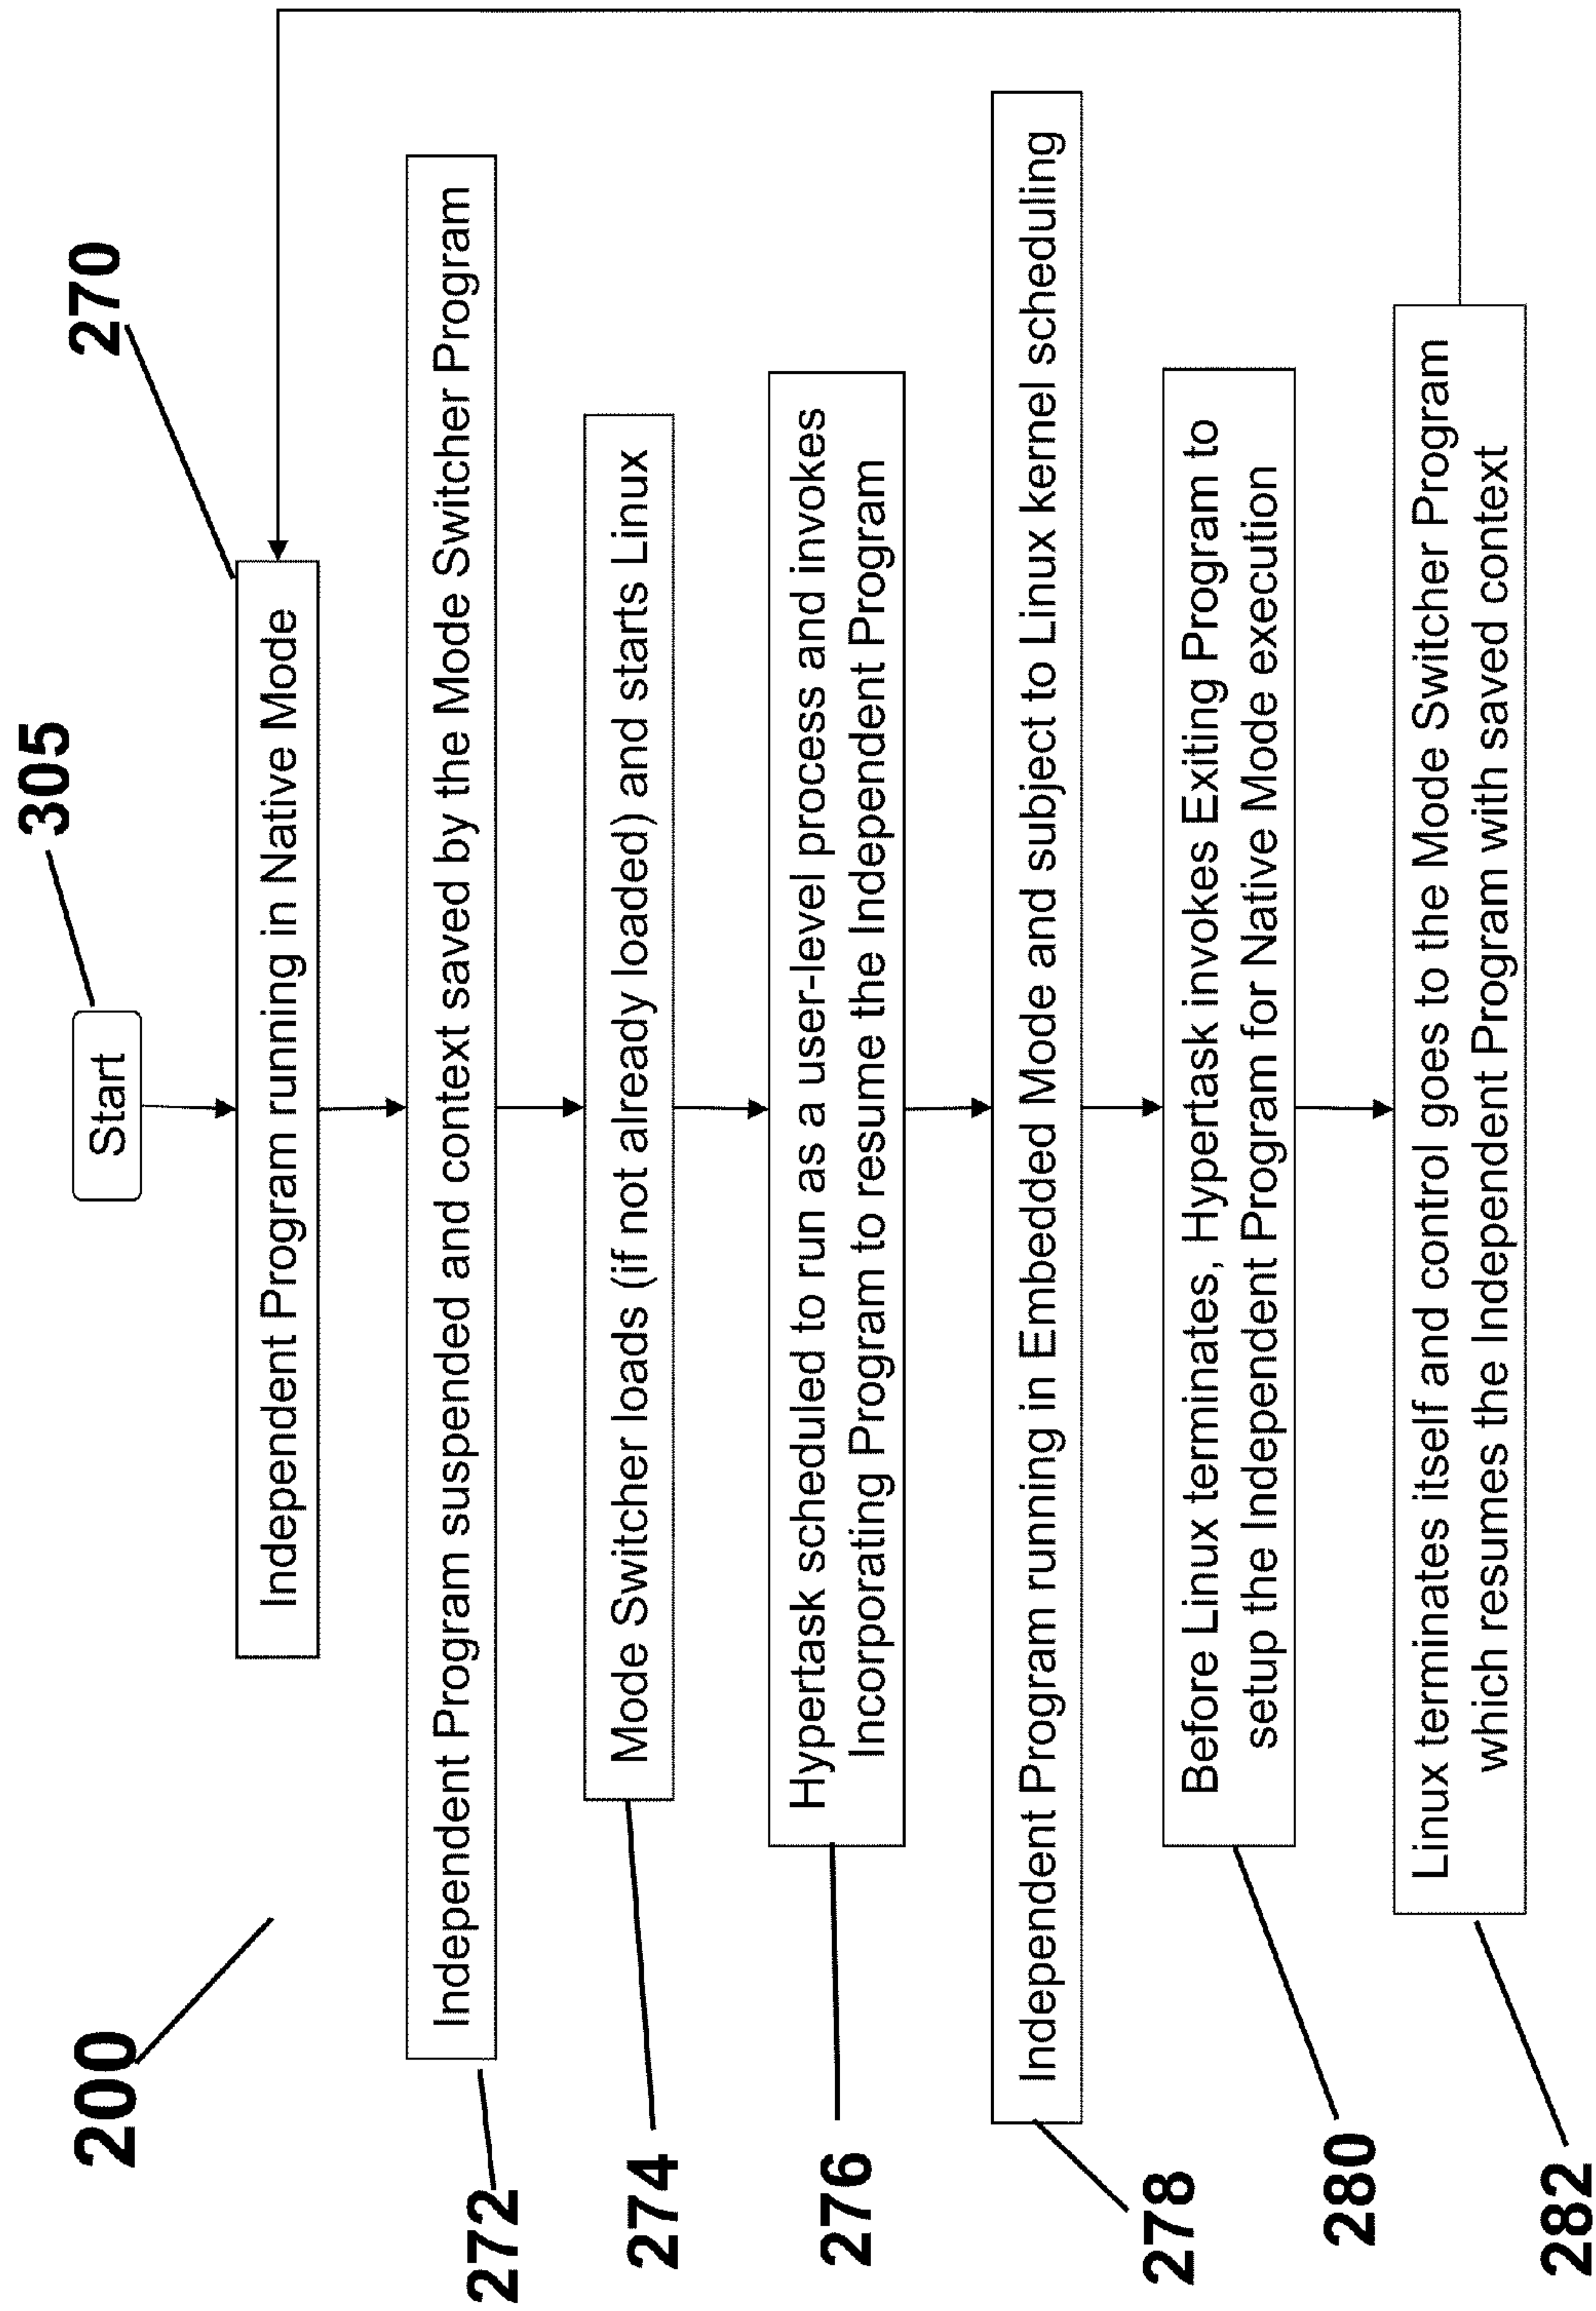 200
305
Start
270
Independent Program running in Native Mode
272
Independent Program suspended and context saved by the Mode Switcher Program
274
Mode Switcher loads (if not already loaded) and starts Linux
276
Hypertask scheduled to run as a user-level process and invokes
Incorporating Program to resume the Independent Program
278
Independent Program running in Embedded Mode and subject to Linux kernel scheduling
280
Before Linux terminates, Hypertask invokes Exiting Program to
setup the Independent Program for Native Mode execution
282
Linux terminates itself and control goes to the Mode Switcher Program
which resumes the Independent Program with saved context